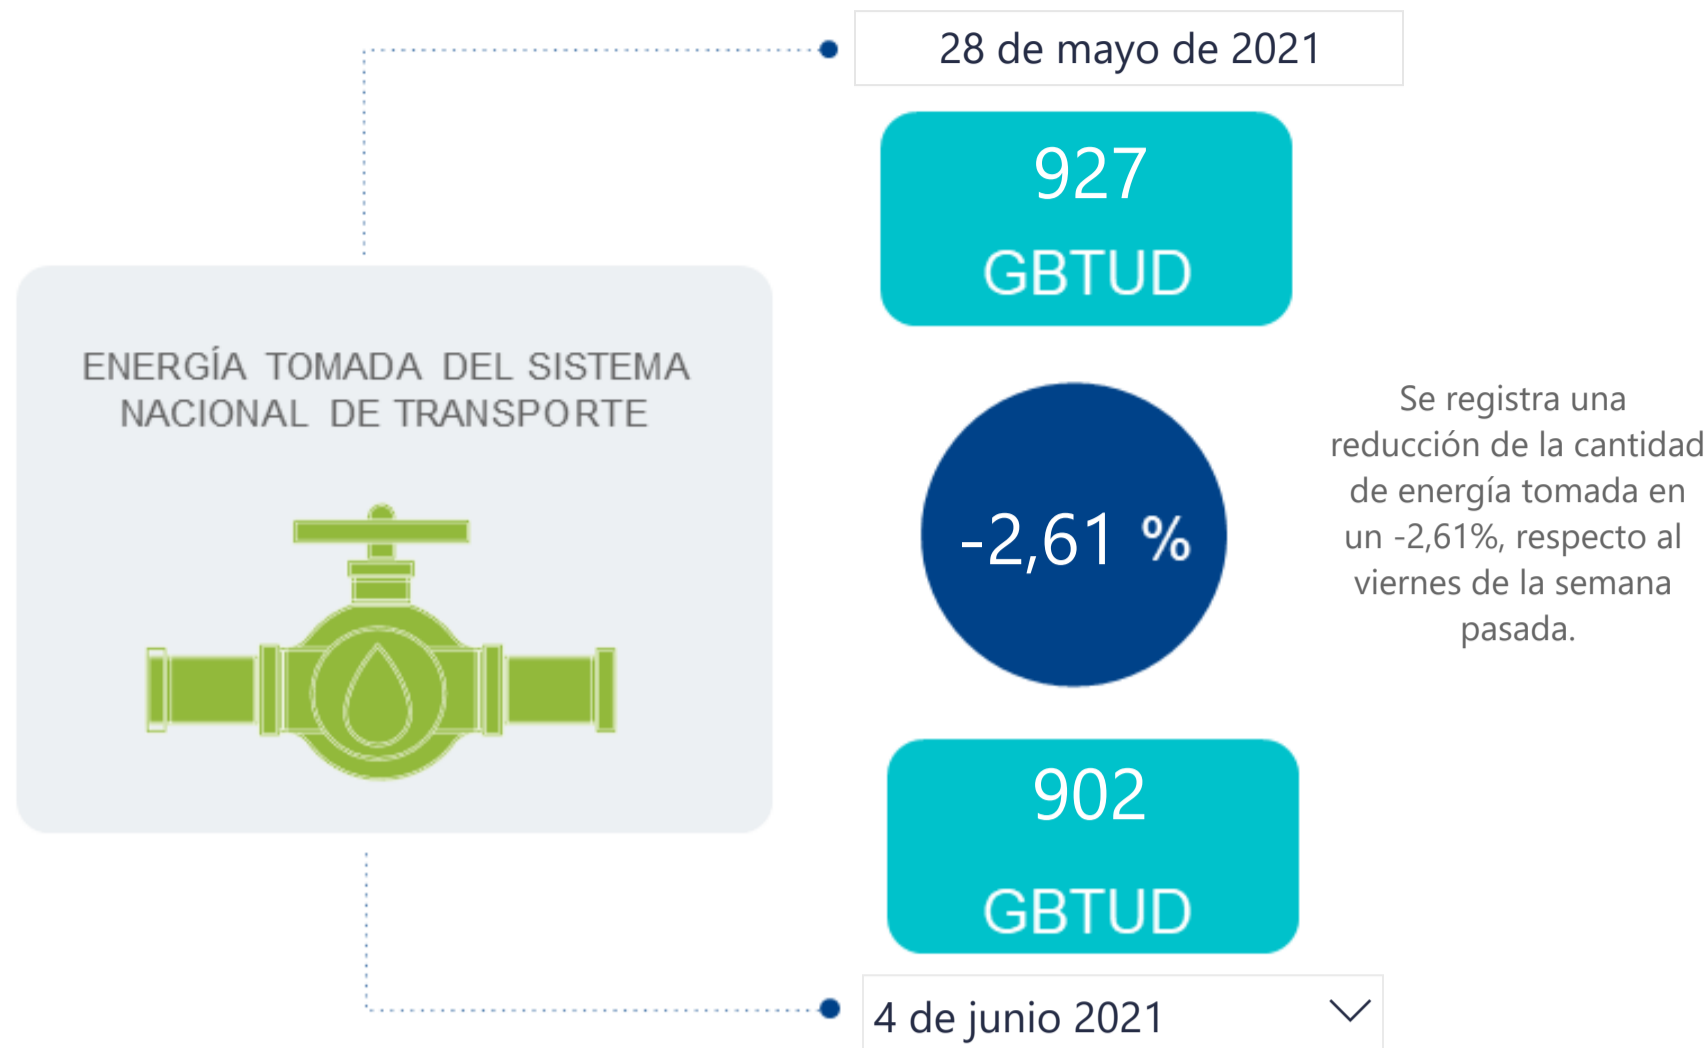 28 de mayo de 2021
927
GBTUD
ENERGÍA TOMADA DEL SISTEMA
NACIONAL DE TRANSPORTE
-2,61 %
Se registra una
reducción de la cantidad
de energía tomada en
un -2,61%, respecto al
viernes de la semana
pasada.
902
GBTUD
4 de junio 2021